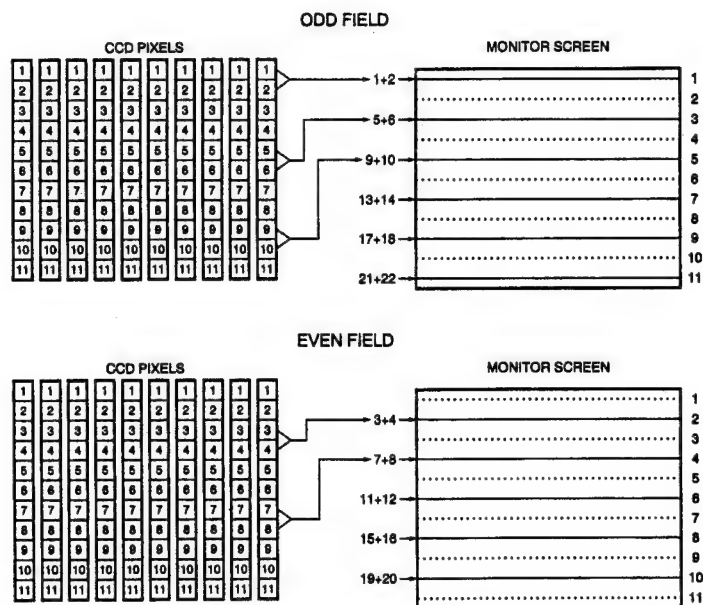 ODD FIELD
CCD PIXELS
MONITOR SCREEN
1 1 1 1 1 1 1 1 1 1
2 2 2 2 2 2 2 2 2 2
3 3 3 3 3 3 3 3 3 3
4 4 4 4 4 4 4 4 4 4
5 5 5 5 5 5 5 5 5 5
6 6 6 6 6 6 6 6 6 6
7 7 7 7 7 7 7 7 7 7
8 8 8 8 8 8 8 8 8 8
9 9 9 9 9 9 9 9 9 9
10 10 10 10 10 10 10 10 10 10
11 11 11 11 11 11 11 11 11 11
1+2
5+6
9+10
13+14
17+18
21+22
1
2
3
4
5
6
7
8
9
10
11
EVEN FIELD
CCD PIXELS
MONITOR SCREEN
1 1 1 1 1 1 1 1 1 1
2 2 2 2 2 2 2 2 2 2
3 3 3 3 3 3 3 3 3 3
4 4 4 4 4 4 4 4 4 4
5 5 5 5 5 5 5 5 5 5
6 6 6 6 6 6 6 6 6 6
7 7 7 7 7 7 7 7 7 7
8 8 8 8 8 8 8 8 8 8
9 9 9 9 9 9 9 9 9 9
10 10 10 10 10 10 10 10 10 10
11 11 11 11 11 11 11 11 11 11
3+4
7+8
11+12
15+16
19+20
1
2
3
4
5
6
7
8
9
10
11